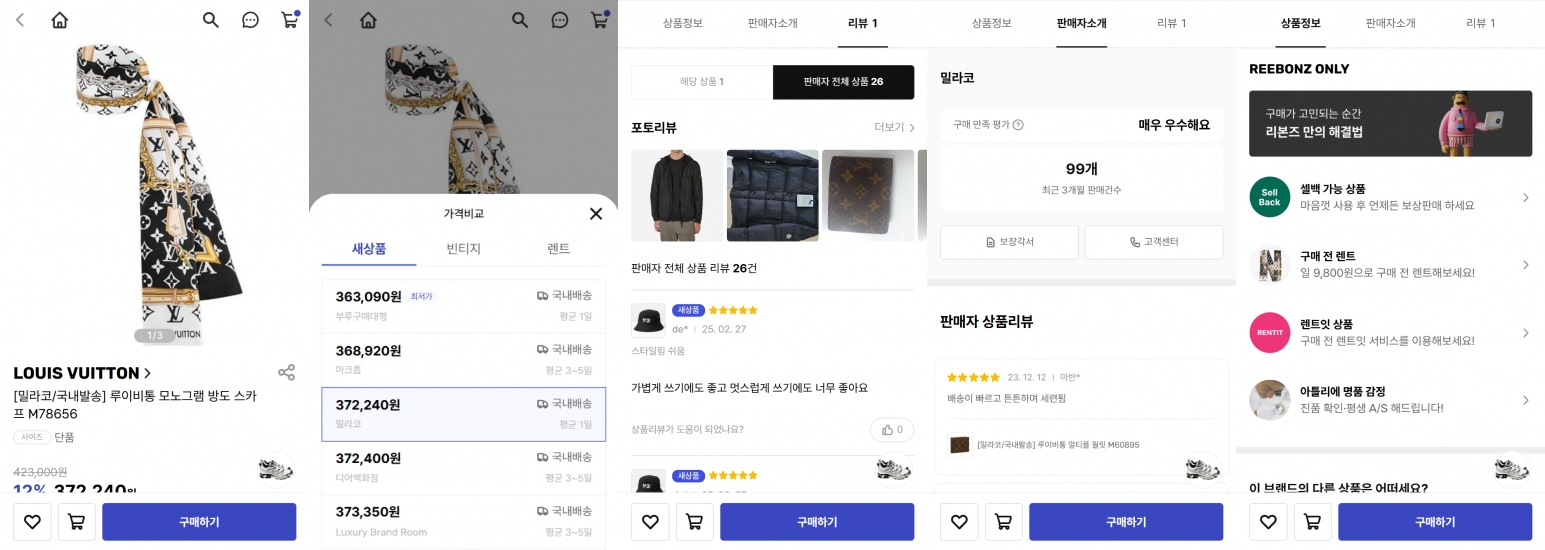 1/3
LOUIS VUITTON
[밀라코/국내발송] 루이비통 모노그램 방도 스카
프 M78656
사이즈 단품
423,000원
12% 372,240원
구매하기
가격비교
새상품 빈티지 렌트
363,090원 최저가 국내배송
부루구매대행 평균 1일
368,920원 국내배송
마크홉 평균 3~5일
372,240원 국내배송
밀라코 평균 1일
372,400원 국내배송
디어백화점 평균 3~5일
373,350원 국내배송
Luxury Brand Room 평균 3~5일
상품정보 판매자소개 리뷰 1
해당 상품 1 판매자 전체 상품 26
포토리뷰 더보기
판매자 전체 상품 리뷰 26건
새상품
de* 25. 02. 27
스타일링 쉬움
가볍게 쓰기에도 좋고 멋스럽게 쓰기에도 너무 좋아요
상품리뷰가 도움이 되었나요? 0
새상품
구매하기
상품정보 판매자소개 리뷰 1
밀라코
구매 만족 평가 ? 매우 우수해요
99개
최근 3개월 판매건수
보장각서 고객센터
판매자 상품리뷰
23. 12. 12 마반*
배송이 빠르고 튼튼하며 세련됨
[밀라코/국내발송] 루이비통 멀티플 월릿 M60895
구매하기
상품정보 판매자소개 리뷰 1
REEBONZ ONLY
구매가 고민되는 순간
리본즈 만의 해결법
Sell
Back
셀백 가능 상품
마음껏 사용 후 언제든 보상판매 하세요
구매 전 렌트
일 9,800원으로 구매 전 렌트해보세요!
RENTIT
렌트잇 상품
구매 전 렌트잇 서비스를 이용해보세요!
아틀리에 명품 감정
진품 확인·평생 A/S 해드립니다!
이 브랜드의 다른 상품은 어떠세요?
구매하기